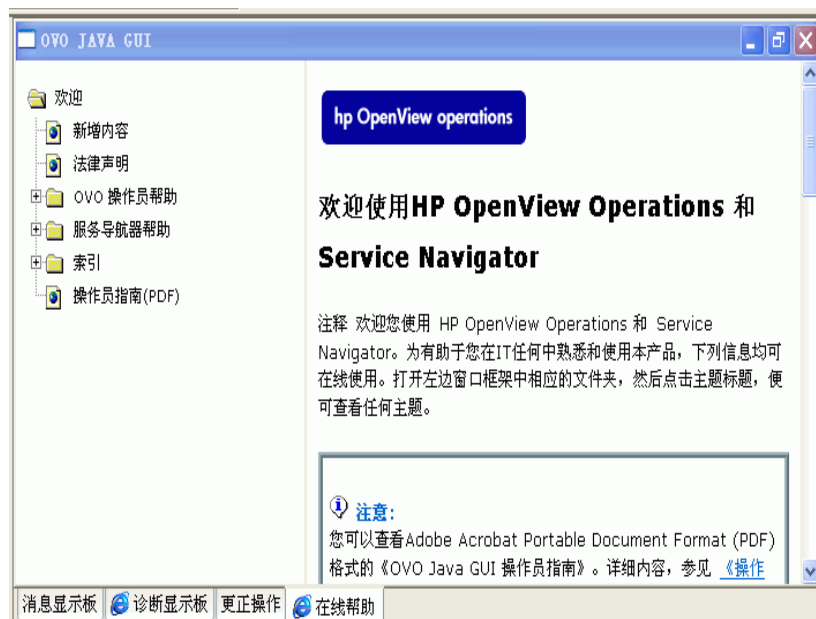 OVO JAVA GUI
欢迎
新增内容
法律声明
OVO 操作员帮助
服务导航器帮助
索引
操作员指南(PDF)
hp OpenView operations
欢迎使用HP OpenView Operations 和
Service Navigator
注释 欢迎您使用 HP OpenView Operations 和 Service
Navigator。为有助于您在IT任何中熟悉和使用本产品，下列信息均可
在线使用。打开左边窗口框架中相应的文件夹，然后点击主题标题，便
可查看任何主题。
注意:
您可以查看Adobe Acrobat Portable Document Format (PDF)
格式的《OVO Java GUI 操作员指南》。详细内容，参见 《操作
消息显示板
诊断显示板
更正操作
在线帮助